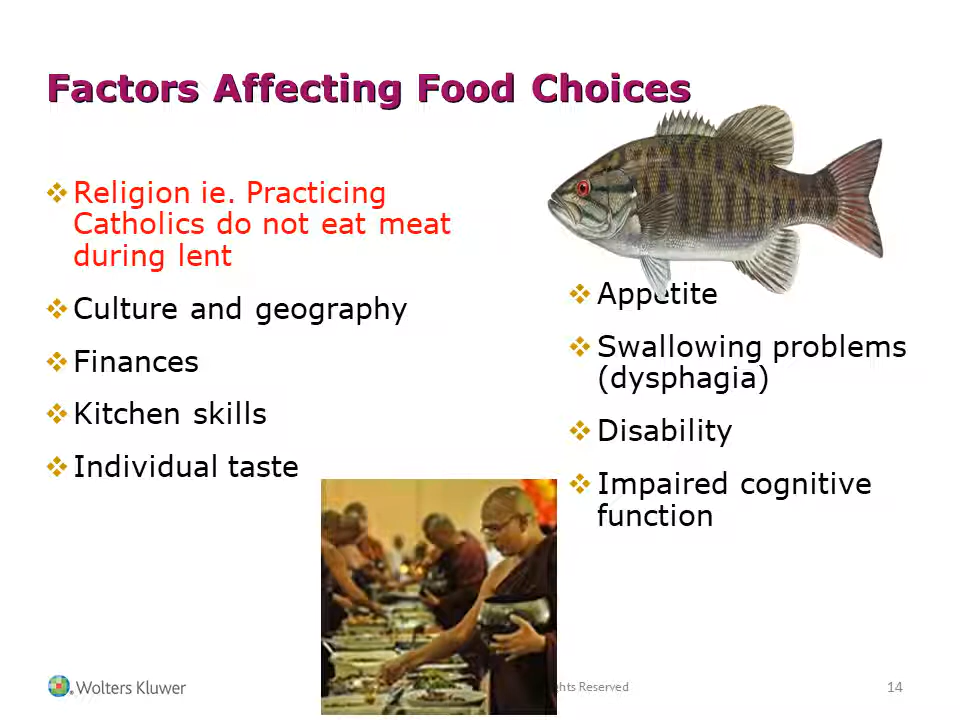 Factors Affecting Food Choices
❖Religion ie. Practicing
Catholics do not eat meat
during lent
❖Culture and geography
❖Finances
❖Kitchen skills
❖Individual taste
❖Appetite
❖Swallowing problems
(dysphagia)
❖Disability
❖Impaired cognitive
function
Wolters Kluwer
Reserved
14